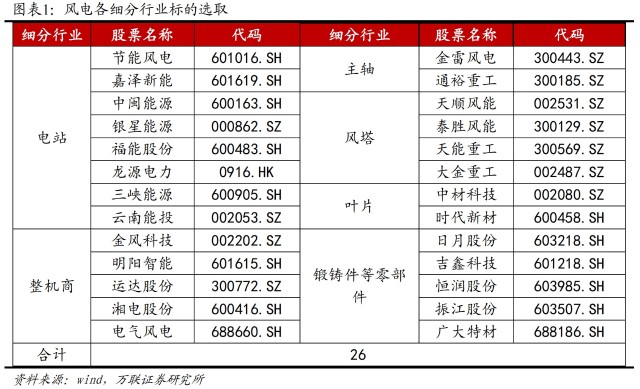 图表1：风电各细分行业标的选取
细分行业 股票名称 代码 细分行业 股票名称 代码
节能风电 601016.SH 金雷风电 300443.SZ
主轴
嘉泽新能 601619.SH 通裕重工 300185.SZ
中闽能源 600163.SH 天顺风能 002531.SZ
银星能源 000862.SZ 泰胜风能 300129.SZ
电站 风塔
福能股份 600483.SH 天能重工 300569.SZ
龙源电力 0916.HK 大金重工 002487.SZ
三峡能源 600905.SH 中材科技 002080.SZ
叶片
云南能投 002053.SZ 时代新材 600458.SH
金风科技 002202.SZ 日月股份 603218.SH
明阳智能 601615.SH 吉鑫科技 601218.SH
整机商 运达股份 300772.SZ 锻铸件等零部 恒润股份 603985.SH
件
湘电股份 600416.SH 振江股份 603507.SH
电气风电 688660.SH 广大特材 688186.SH
合计 26
资料来源：wind，万联证券研究所